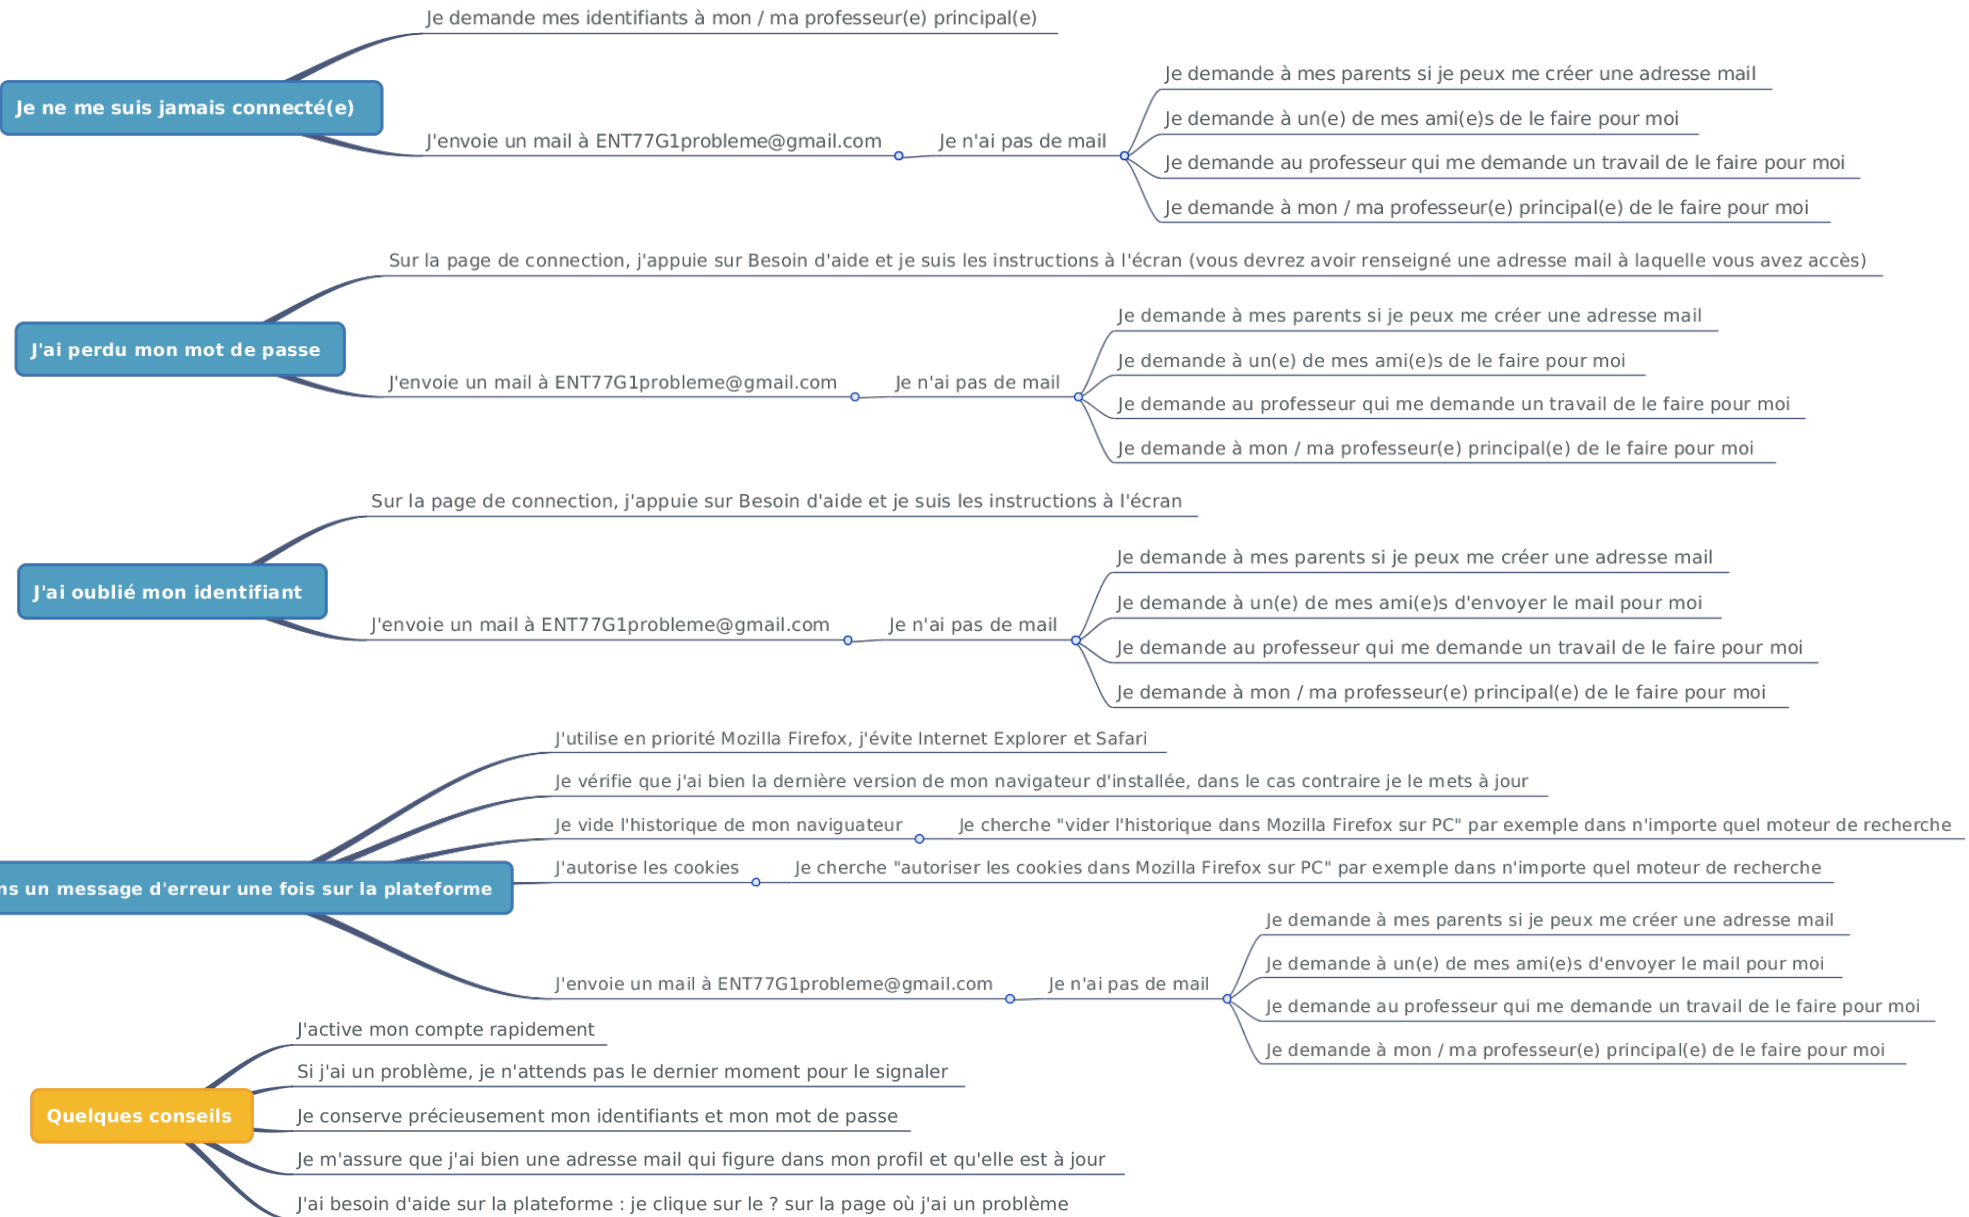 Je demande mes identifiants à mon / ma professeur(e) principal(e)
Je ne me suis jamais connecté(e)
J'envoie un mail à ENT77G1probleme@gmail.com
Je n'ai pas de mail
Je demande à mes parents si je peux me créer une adresse mail
Je demande à un(e) de mes ami(e)s de le faire pour moi
Je demande au professeur qui me demande un travail de le faire pour moi
Je demande à mon / ma professeur(e) principal(e) de le faire pour moi
Sur la page de connection, j'appuie sur Besoin d'aide et je suis les instructions à l'écran (vous devrez avoir renseigné une adresse mail à laquelle vous avez accès)
J'ai perdu mon mot de passe
J'envoie un mail à ENT77G1probleme@gmail.com
Je n'ai pas de mail
Je demande à mes parents si je peux me créer une adresse mail
Je demande à un(e) de mes ami(e)s de le faire pour moi
Je demande au professeur qui me demande un travail de le faire pour moi
Je demande à mon / ma professeur(e) principal(e) de le faire pour moi
Sur la page de connection, j'appuie sur Besoin d'aide et je suis les instructions à l'écran
J'ai oublié mon identifiant
J'envoie un mail à ENT77G1probleme@gmail.com
Je n'ai pas de mail
Je demande à mes parents si je peux me créer une adresse mail
Je demande à un(e) de mes ami(e)s d'envoyer le mail pour moi
Je demande au professeur qui me demande un travail de le faire pour moi
Je demande à mon / ma professeur(e) principal(e) de le faire pour moi
J'utilise en priorité Mozilla Firefox, j'évite Internet Explorer et Safari
Je vérifie que j'ai bien la dernière version de mon navigateur d'installée, dans le cas contraire je le mets à jour
Je vide l'historique de mon naviguateur
Je cherche "vider l'historique dans Mozilla Firefox sur PC" par exemple dans n'importe quel moteur de recherche
J'autorise les cookies
Je cherche "autoriser les cookies dans Mozilla Firefox sur PC" par exemple dans n'importe quel moteur de recherche
ns un message d'erreur une fois sur la plateforme
J'envoie un mail à ENT77G1probleme@gmail.com
Je n'ai pas de mail
Je demande à mes parents si je peux me créer une adresse mail
Je demande à un(e) de mes ami(e)s d'envoyer le mail pour moi
Je demande au professeur qui me demande un travail de le faire pour moi
Je demande à mon / ma professeur(e) principal(e) de le faire pour moi
Quelques conseils
J'active mon compte rapidement
Si j'ai un problème, je n'attends pas le dernier moment pour le signaler
Je conserve précieusement mon identifiants et mon mot de passe
Je m'assure que j'ai bien une adresse mail qui figure dans mon profil et qu'elle est à jour
J'ai besoin d'aide sur la plateforme : je clique sur le ? sur la page où j'ai un problème